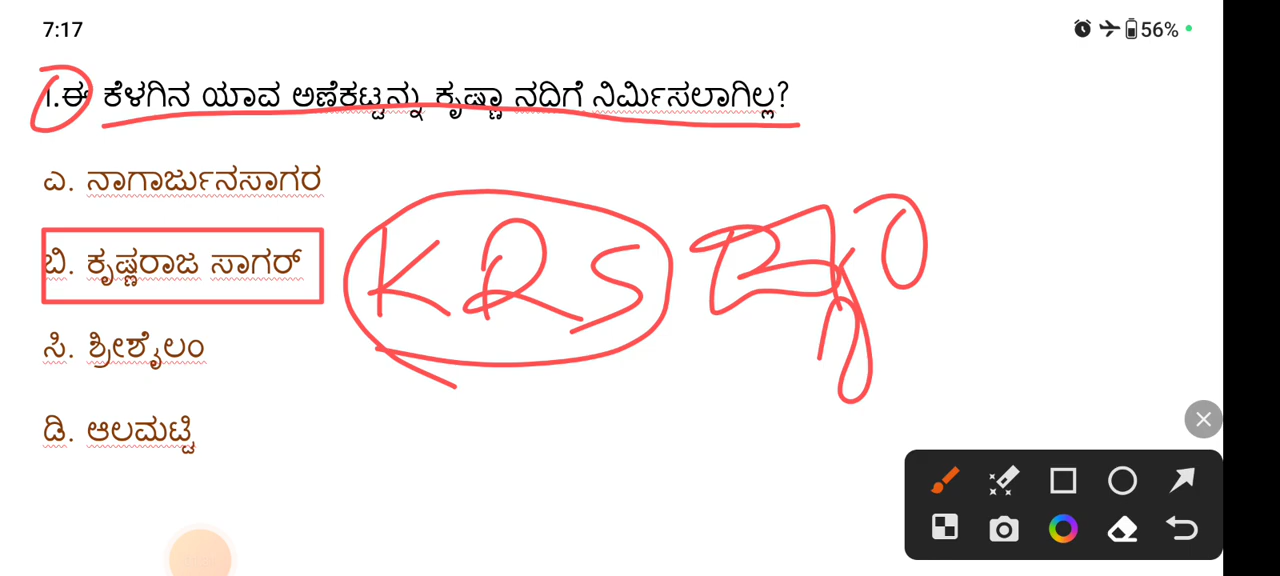 7:17
56%
1.ಈ ಕೆಳಗಿನ ಯಾವ ಅಣೆಕಟ್ಟನ್ನು ಕೃಷ್ಣಾ ನದಿಗೆ ನಿರ್ಮಿಸಲಾಗಿಲ್ಲ?
ಎ. ನಾಗಾರ್ಜುನಸಾಗರ
ಬಿ. ಕೃಷ್ಣರಾಜ ಸಾಗರ್
KRS
ಸಿ. ಶ್ರೀಶೈಲಂ
ಡಿ. ಆಲಮಟ್ಟಿ